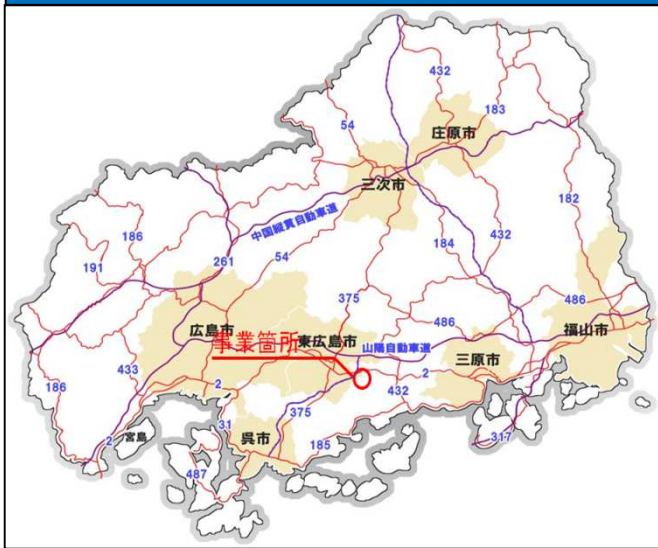 432
183
54
庄原市
三次市
182
中国縦貫自動車道
186
191
261
54
184
432
375
486
486
広島市
事業箇所
東広島市
山陽自動車道
福山市
三原市
433
186
2
2
432
375
31
185
2
宮島
呉市
317
487